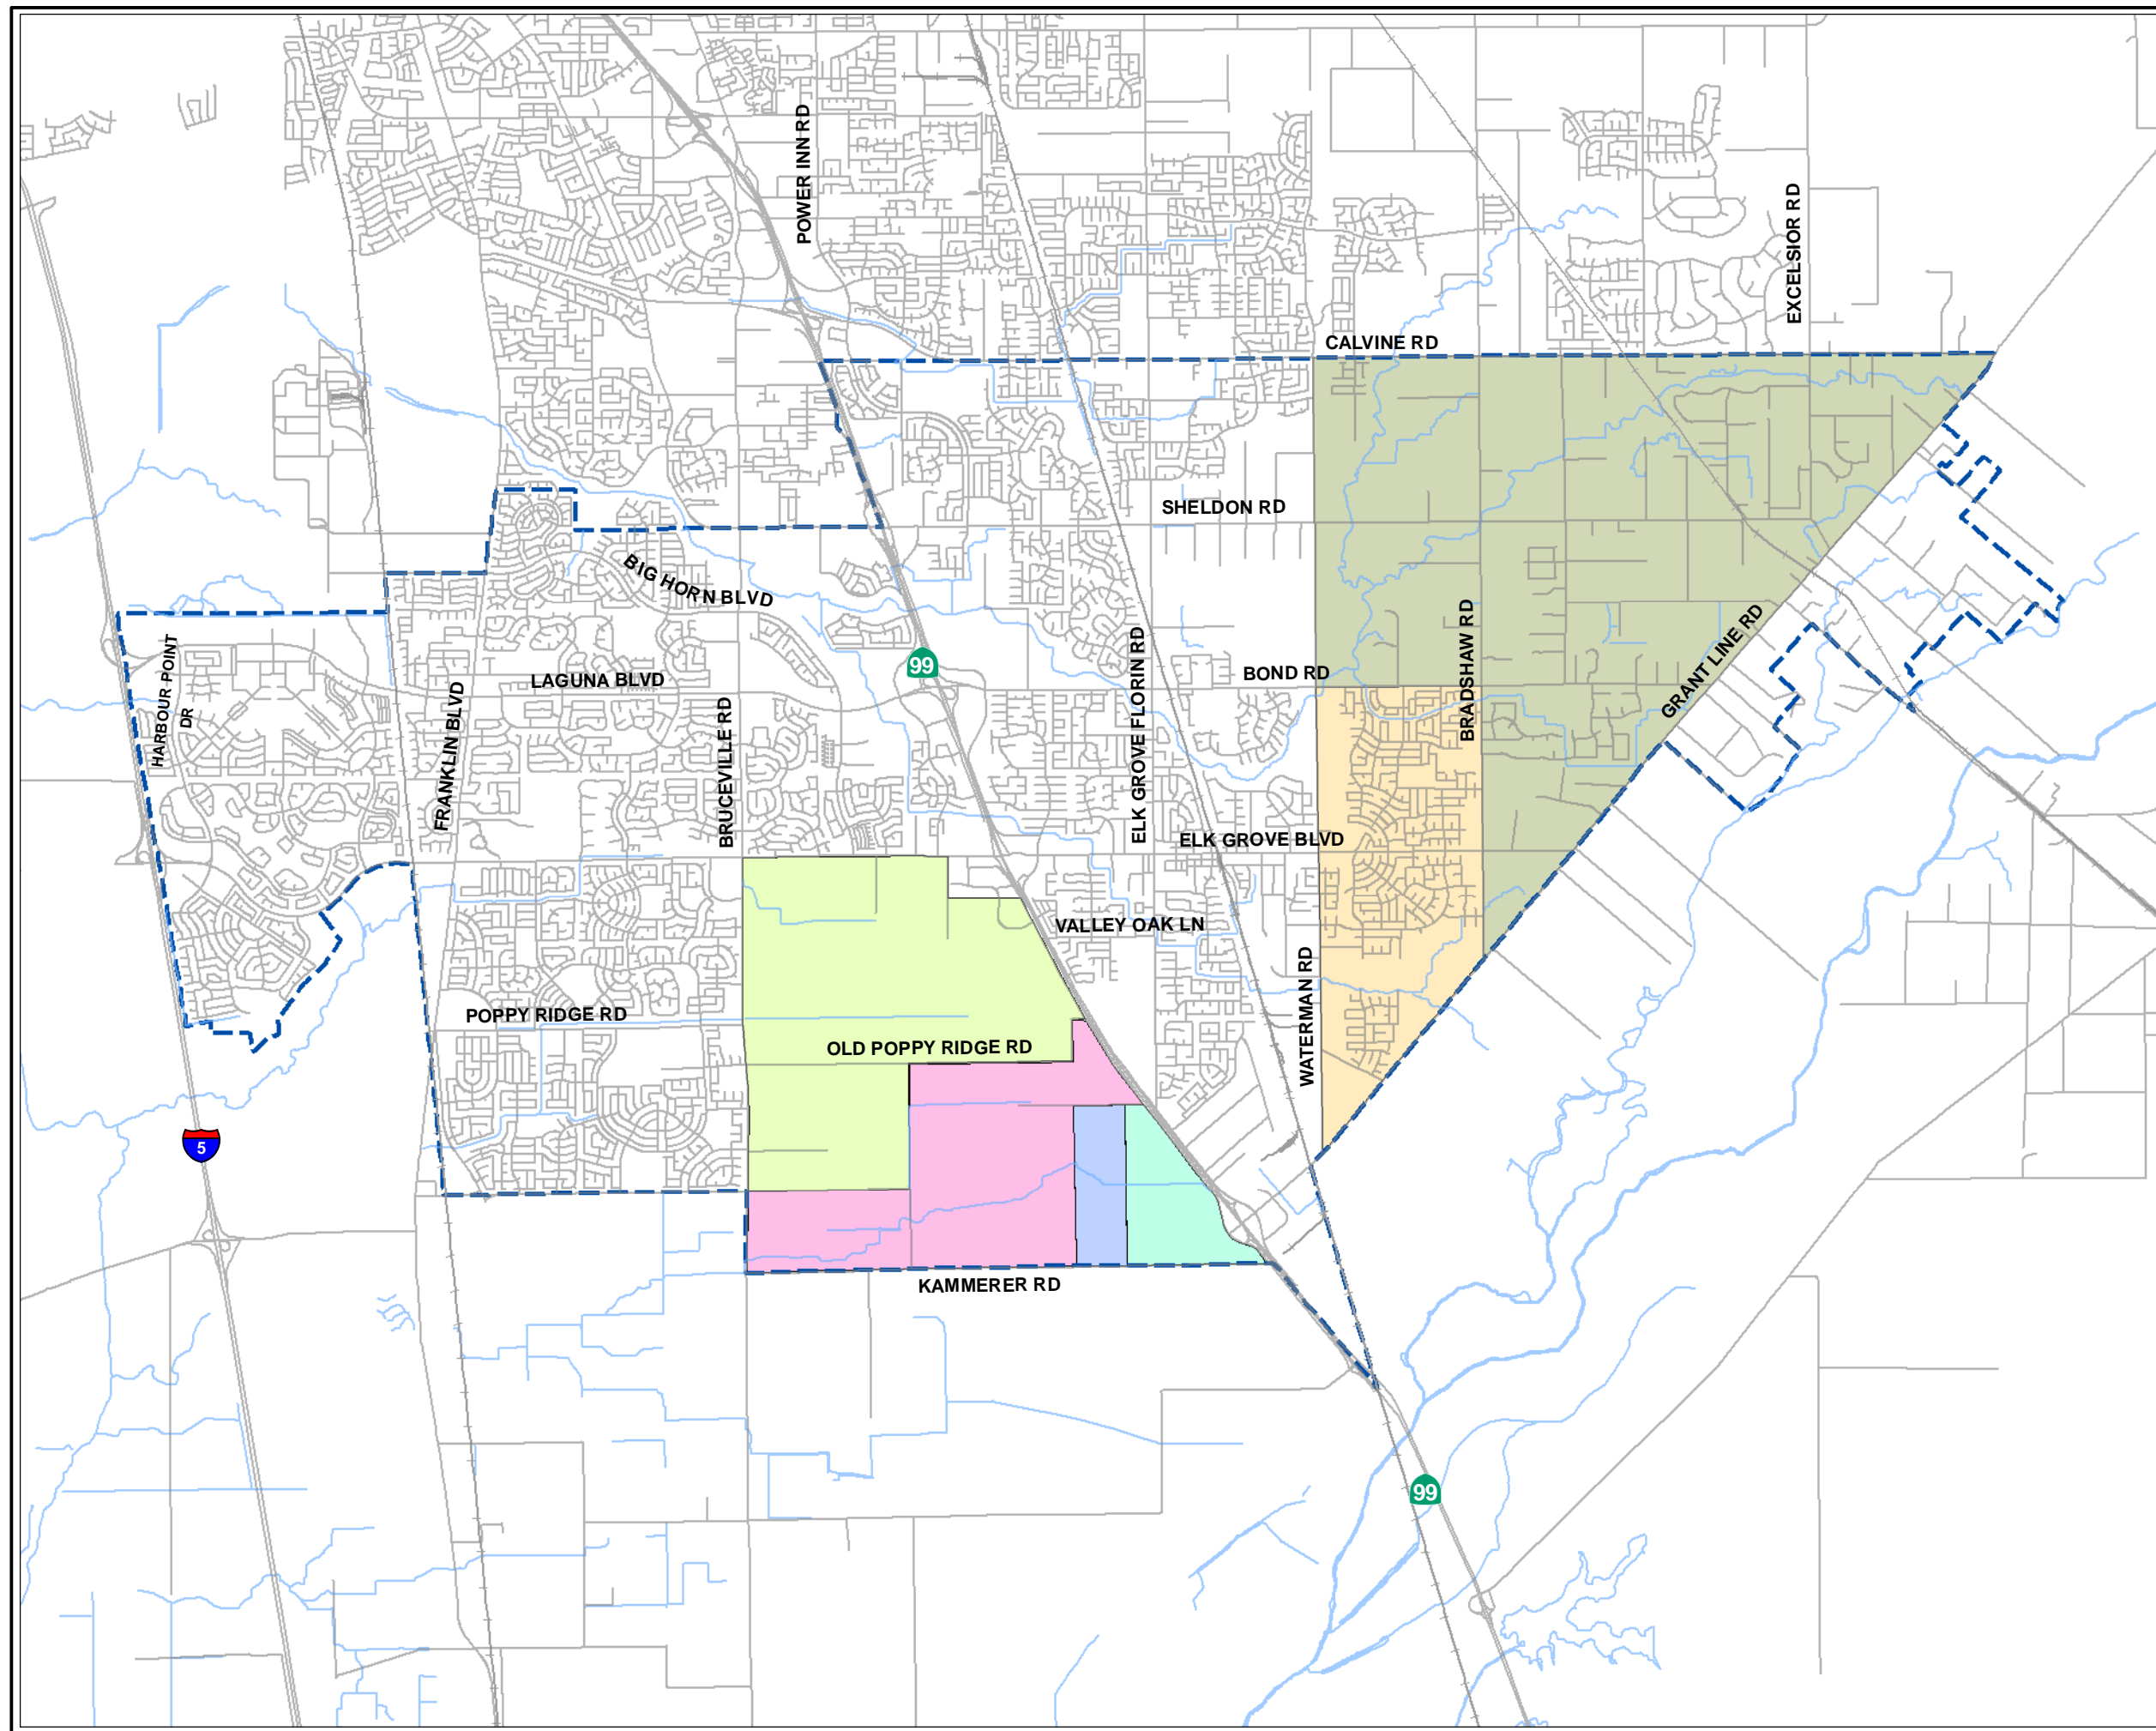 POWER INN RD
EXCELSIOR RD
CALVINE RD
SHELDON RD
BIG HORN BLVD
HARBOUR POINT
DR
LAGUNA BLVD
99
BOND RD
GRANT LINE RD
BRADSHAW RD
FRANKLIN BLVD
BRUCEVILLE RD
ELK GROVE FLORIN RD
ELK GROVE BLVD
VALLEY OAK LN
WATERMAN RD
POPPY RIDGE RD
OLD POPPY RIDGE RD
5
KAMMERER RD
99